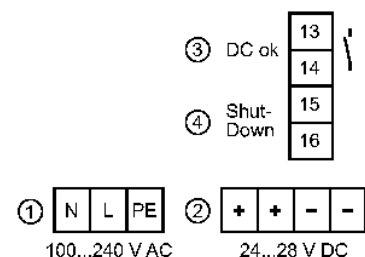 ③ DC ok
13
14
④ Shut-
Down
15
16
① N L PE
100...240 V AC
② + + - -
24...28 V DC